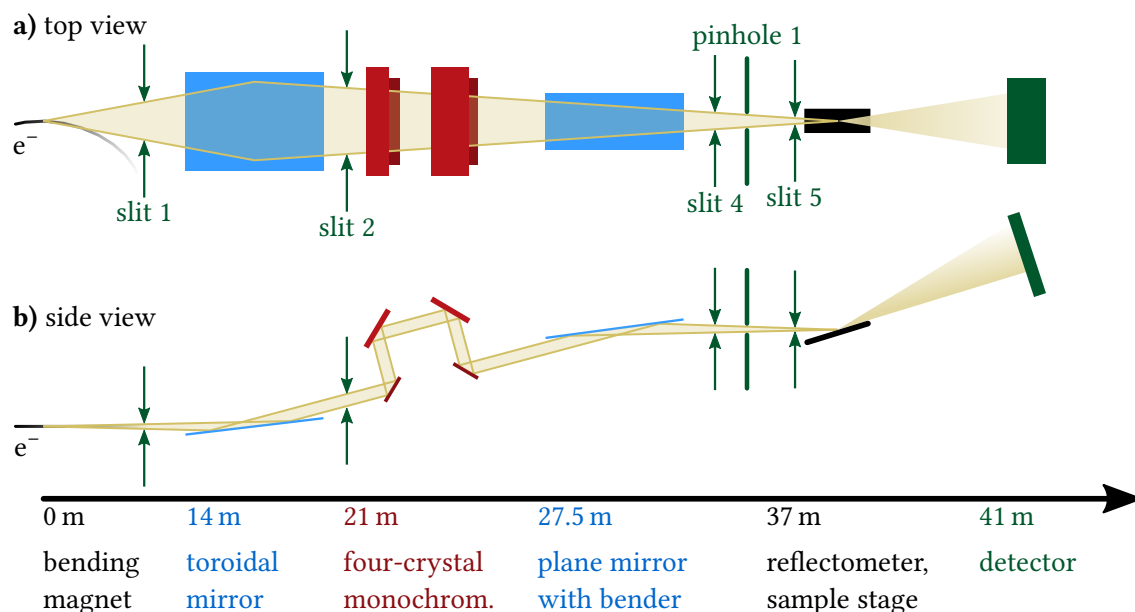 a) top view
pinhole 1
e⁻
slit 1
slit 2
slit 4
slit 5
b) side view
e⁻
0 m
14 m
21 m
27.5 m
37 m
41 m
bending
magnet
toroidal
mirror
four-crystal
monochrom.
plane mirror
with bender
reflectometer,
sample stage
detector